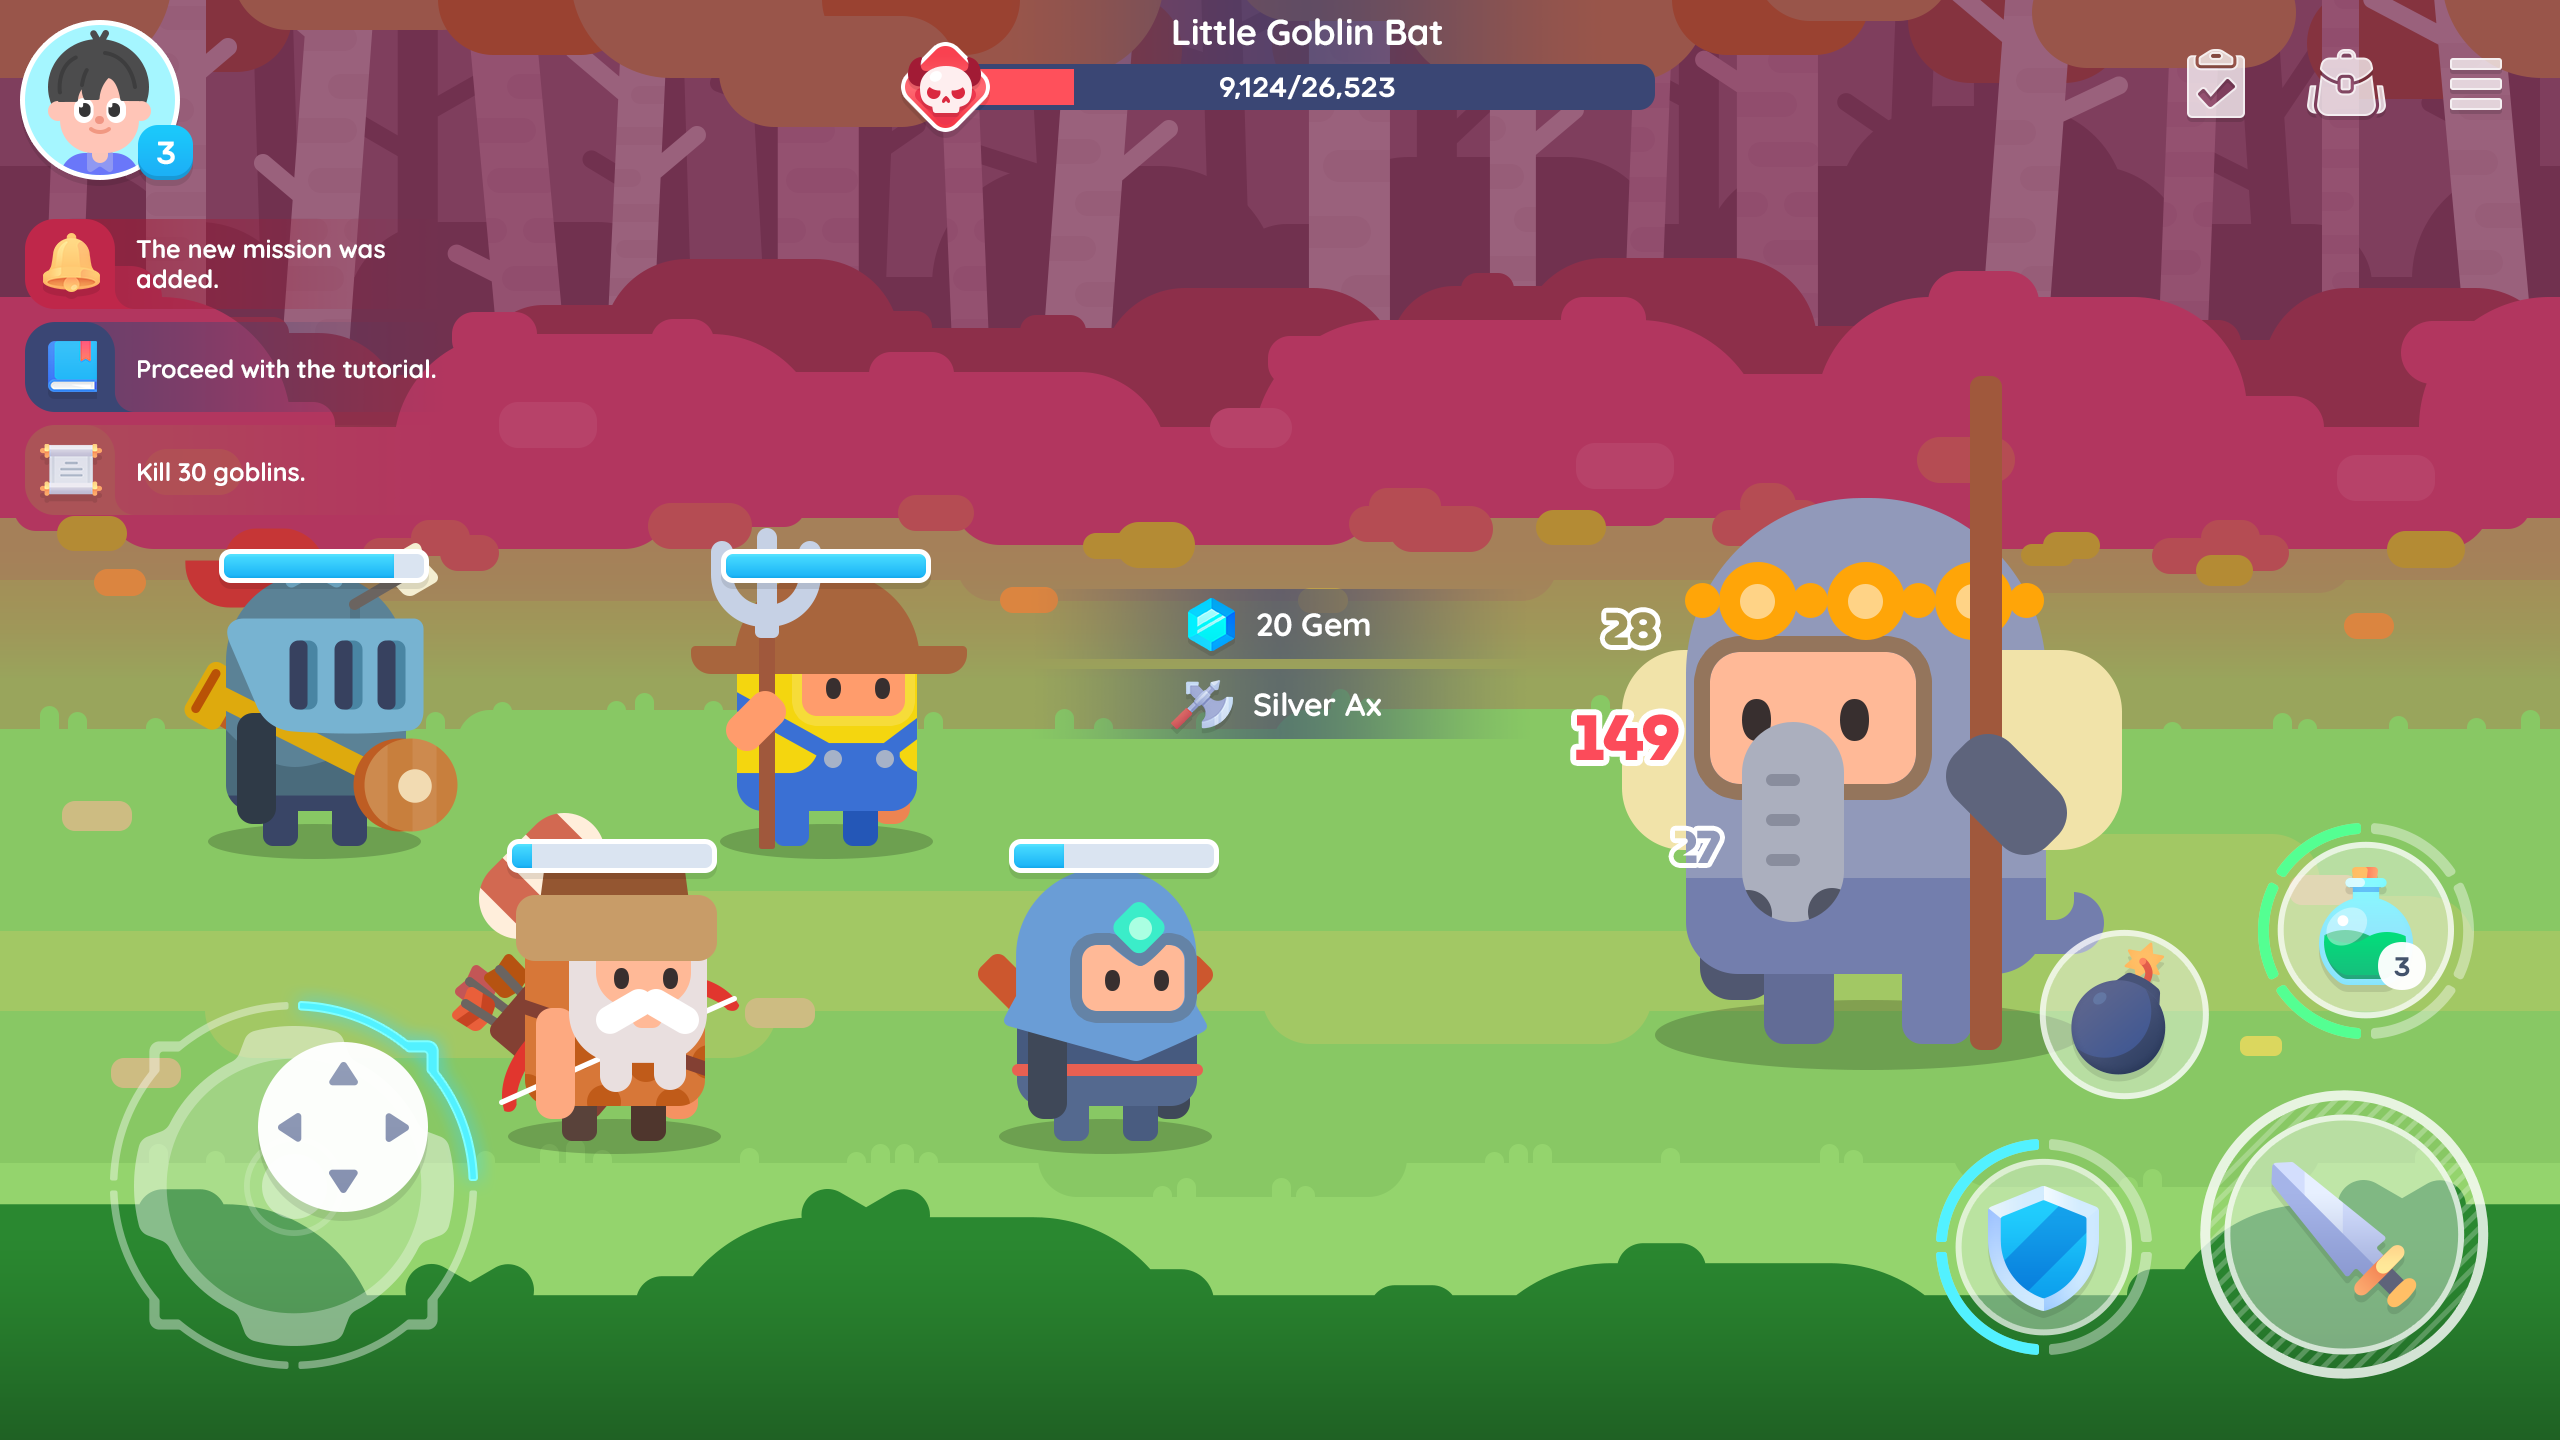 Little Goblin Bat
9,124/26,523
3
The new mission was
added.
Proceed with the tutorial.
Kill 30 goblins.
20 Gem
Silver Ax
28
149
27
3